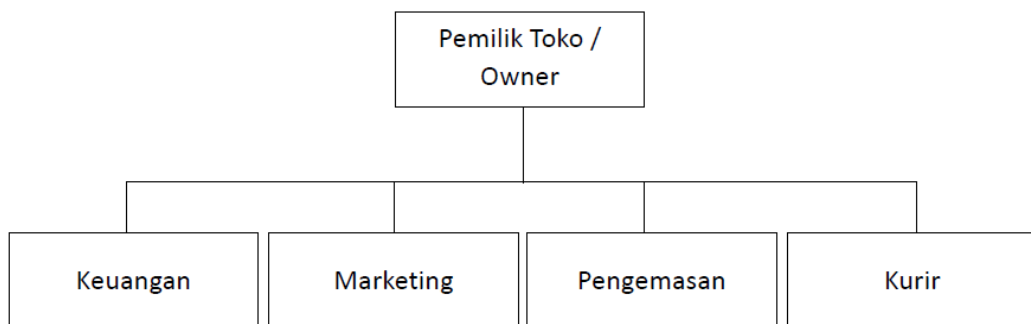 Pemilik Toko /
Owner
Keuangan
Marketing
Pengemasan
Kurir